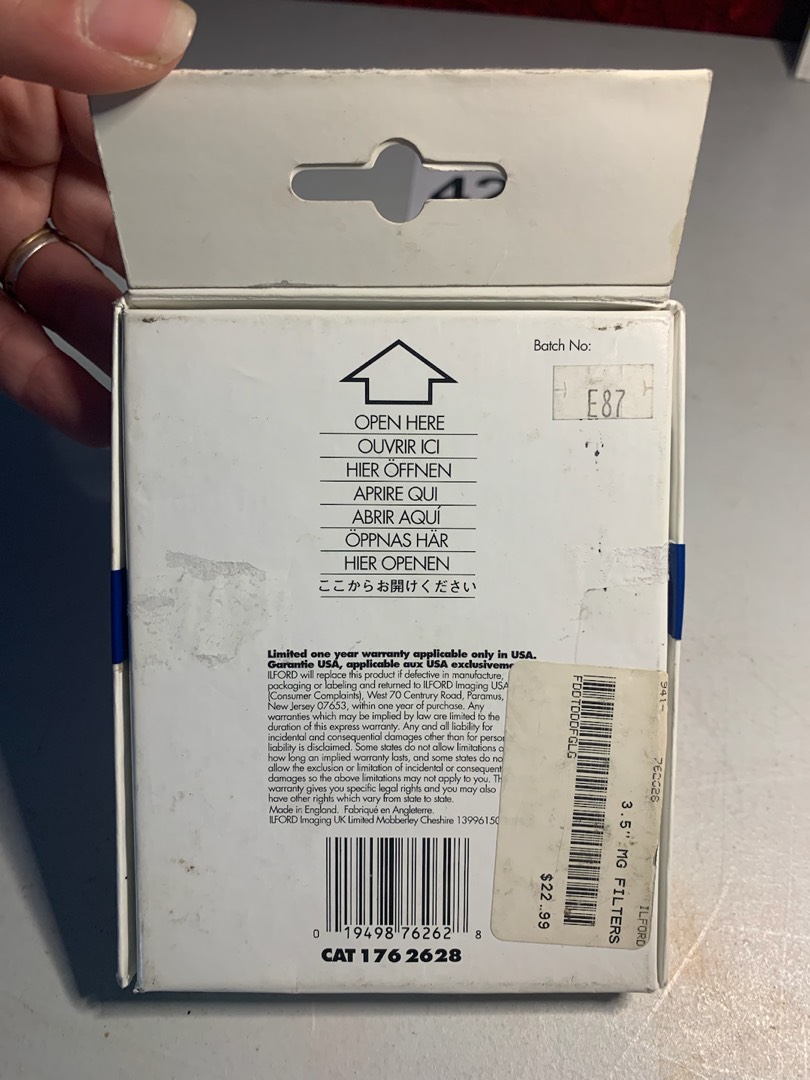 42
Batch No:
E87
OPEN HERE
OUVRIR ICI
HIER ÖFFNEN
APRIRE QUI
ABRIR AQUÍ
ÖPPNAS HÄR
HIER OPENEN
ここからお開けください
Limited one year warranty applicable only in USA.
Garantie USA, applicable aux USA
ILFORD will replace this product if defective in manufacture,
packaging or labeling and returned to ILFORD Imaging USA
(Consumer Complaints), West 70 Centrury Road, Paramus,
New Jersey 07653, within one year of purchase. Any
warranties which may be implied by law are limited to the
duration of this express warranty. Any and all liability for
incidental and consequential damages other than for
liability is disclaimed. Some states do not allow limitations
how long an implied warranty lasts, and some states do
allow the exclusion or limitation of incidental or
damages so the above limitations may not apply to you.
warranty gives you specific legal rights and you may also
have other rights which vary from state to state.
Made in England. Fabriqué en Angleterre.
ILFORD Imaging UK Limited Mobberley Cheshire 13996150
0 19498 76262 8
CAT 176 2628
ILFORD
3.5" MG FILTERS
$22.99